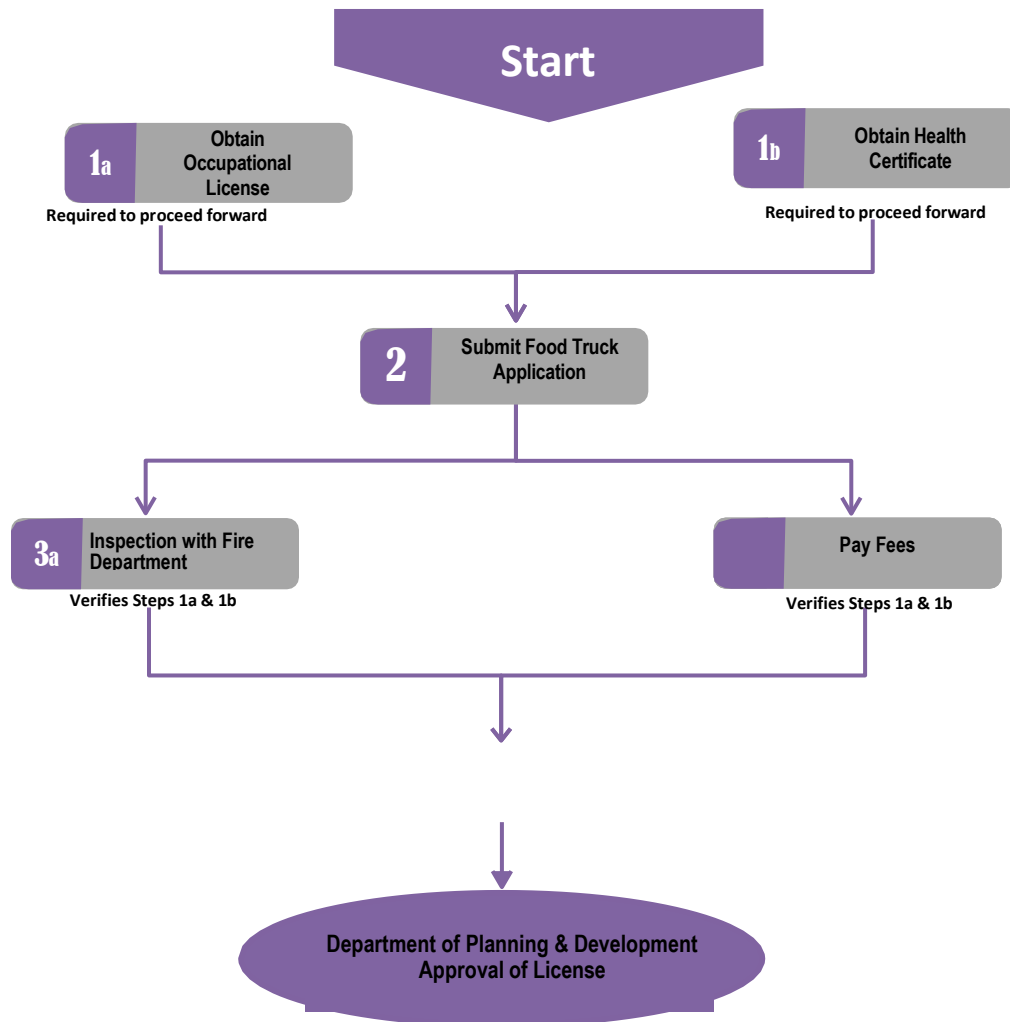 Start
1a
Obtain
Occupational
License
Required to proceed forward
1b
Obtain Health
Certificate
Required to proceed forward
2
Submit Food Truck
Application
3a
Inspection with Fire
Department
Verifies Steps 1a & 1b
Pay Fees
Verifies Steps 1a & 1b
Department of Planning & Development
Approval of License